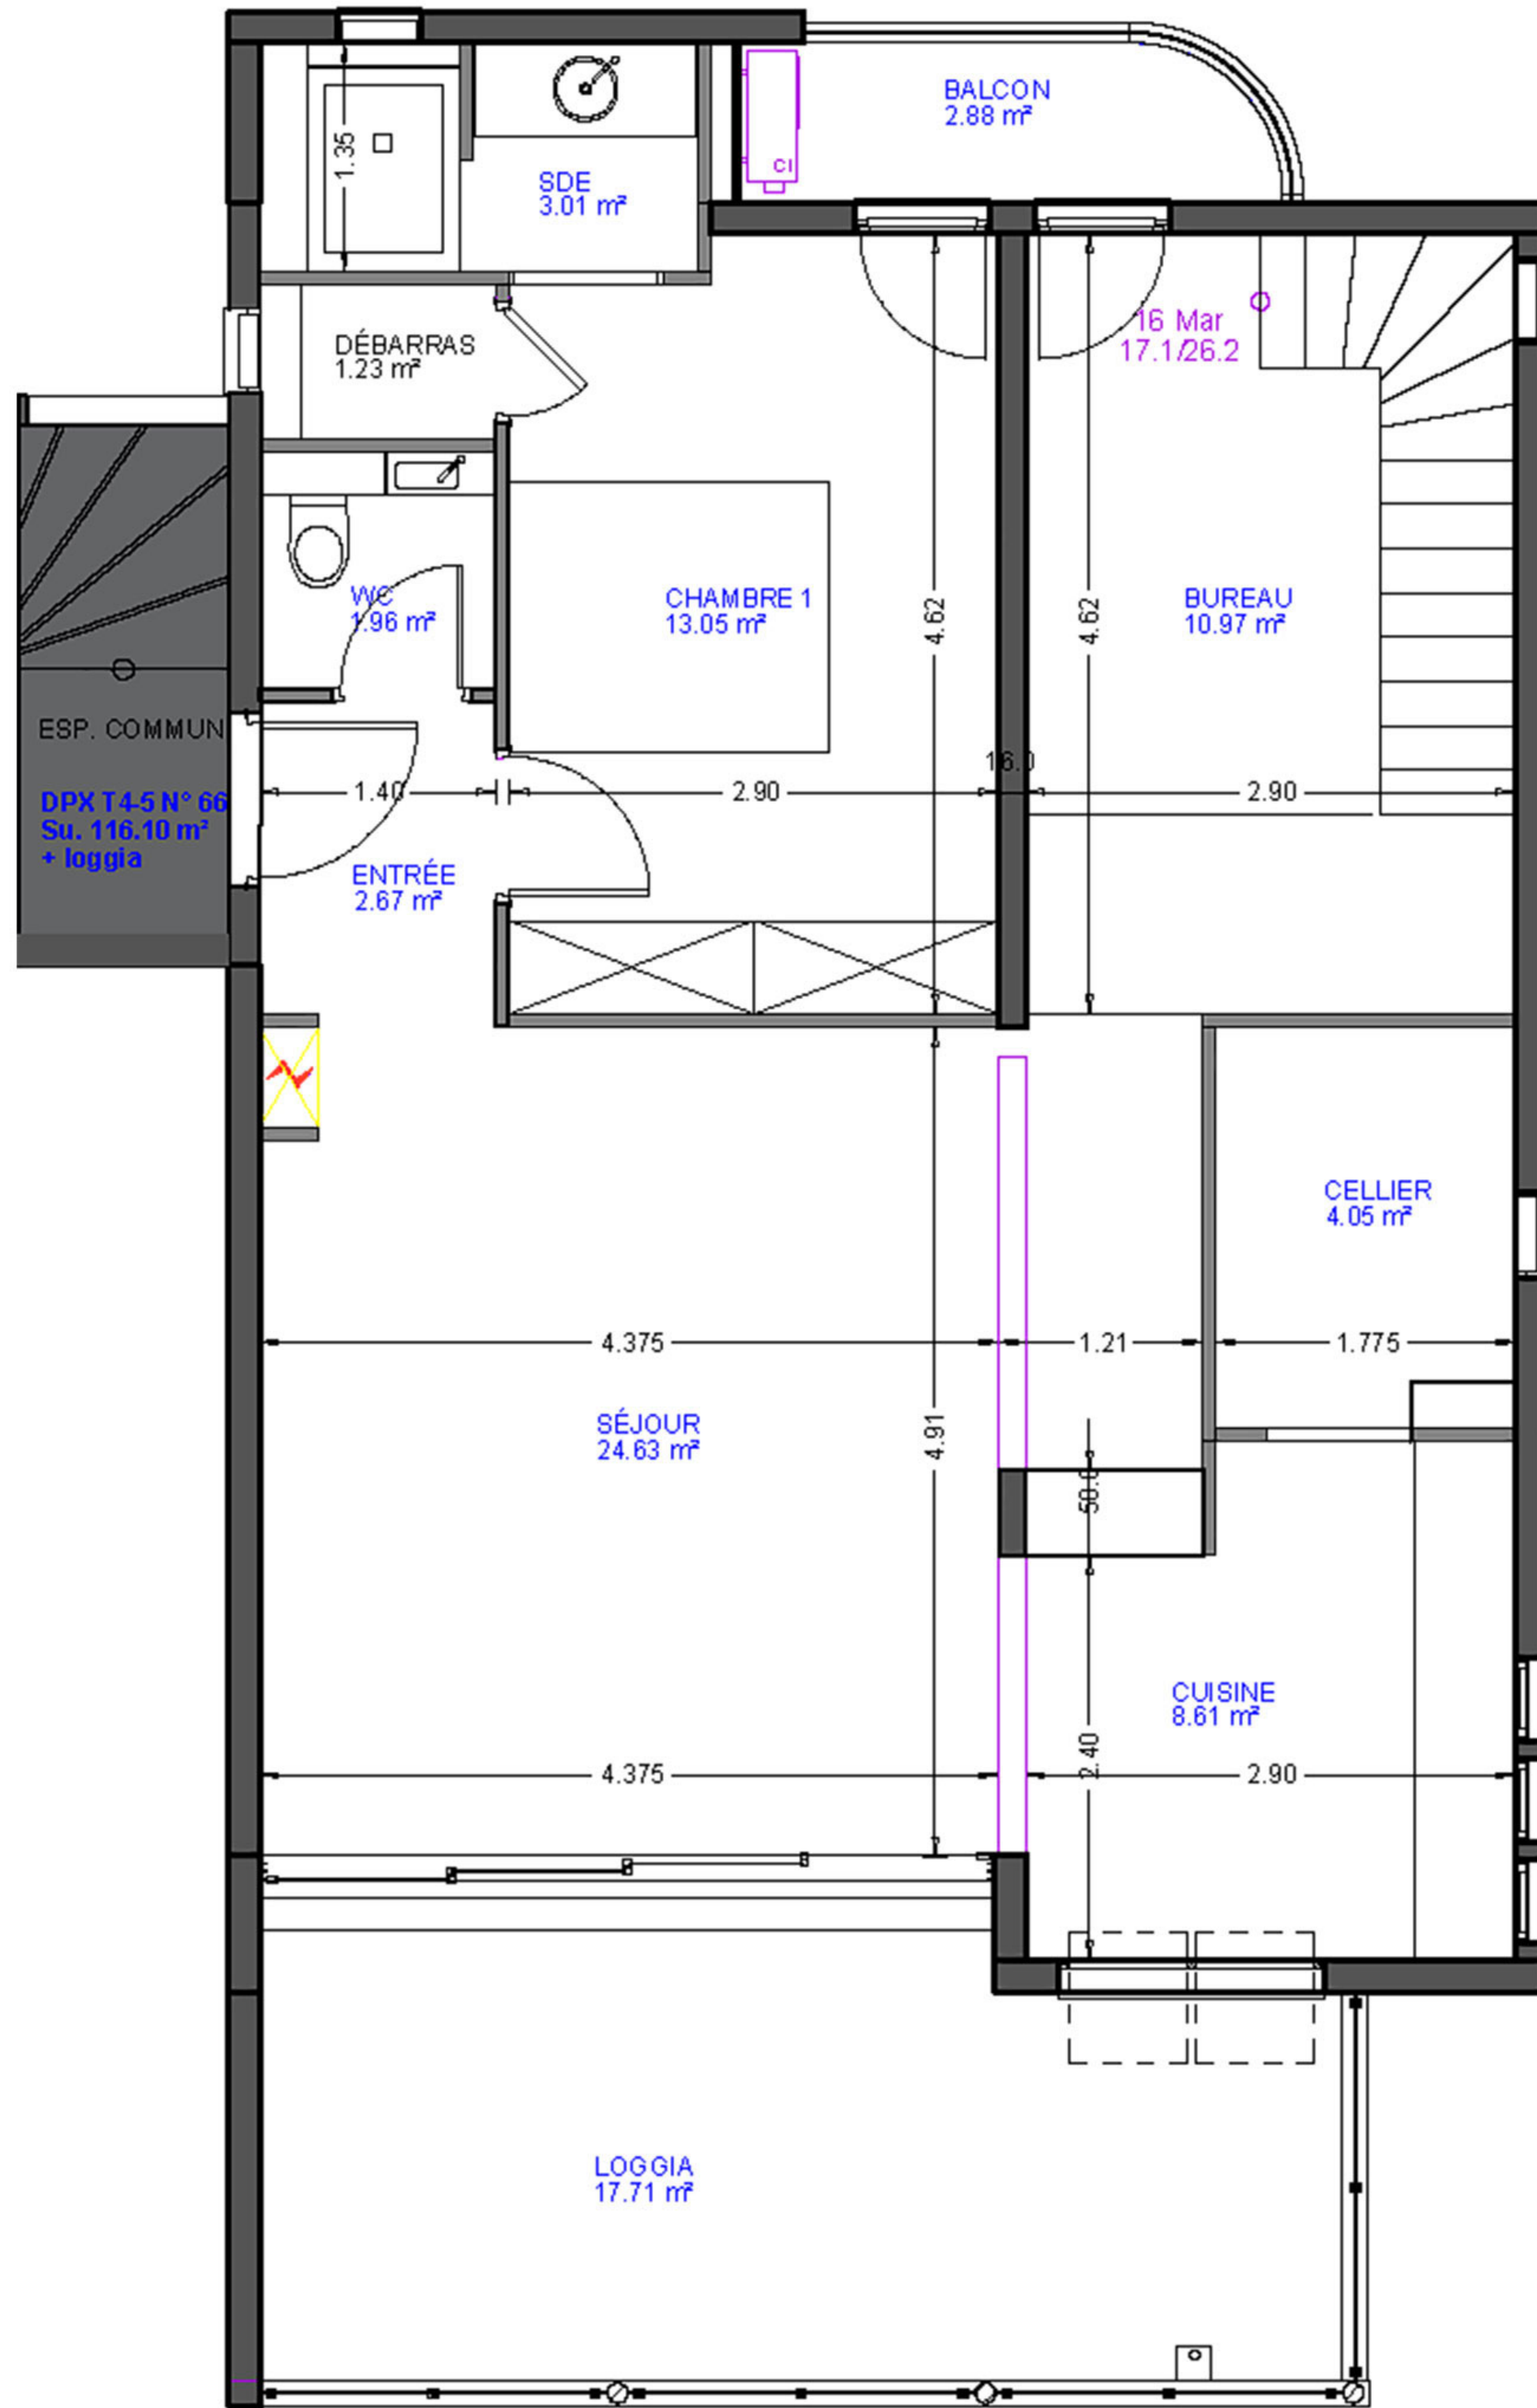 BALCON
2.88 m²
CI
1.35
SDE
3.01 m²
16 Mar
17.1/26.2
DÉBARRAS
1.23 m²
WC
1.96 m²
CHAMBRE 1
13.05 m²
4.62
4.62
BUREAU
10.97 m²
ESP. COMMUN
DPX T4-5 N° 66
Su. 116.10 m²
+ loggia
1.40
2.90
16.0
2.90
ENTRÉE
2.67 m²
CELLIER
4.05 m²
4.375
1.21
1.775
SÉJOUR
24.63 m²
4.91
50.0
CUISINE
8.61 m²
2.40
4.375
2.90
LOGGIA
17.71 m²